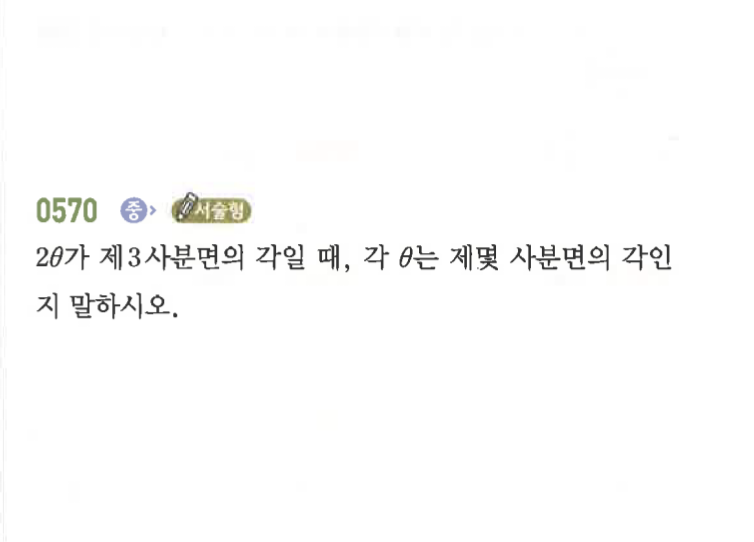 0570 중 서술형
2θ가 제3사분면의 각일 때, 각 θ는 제몇 사분면의 각인
지 말하시오.